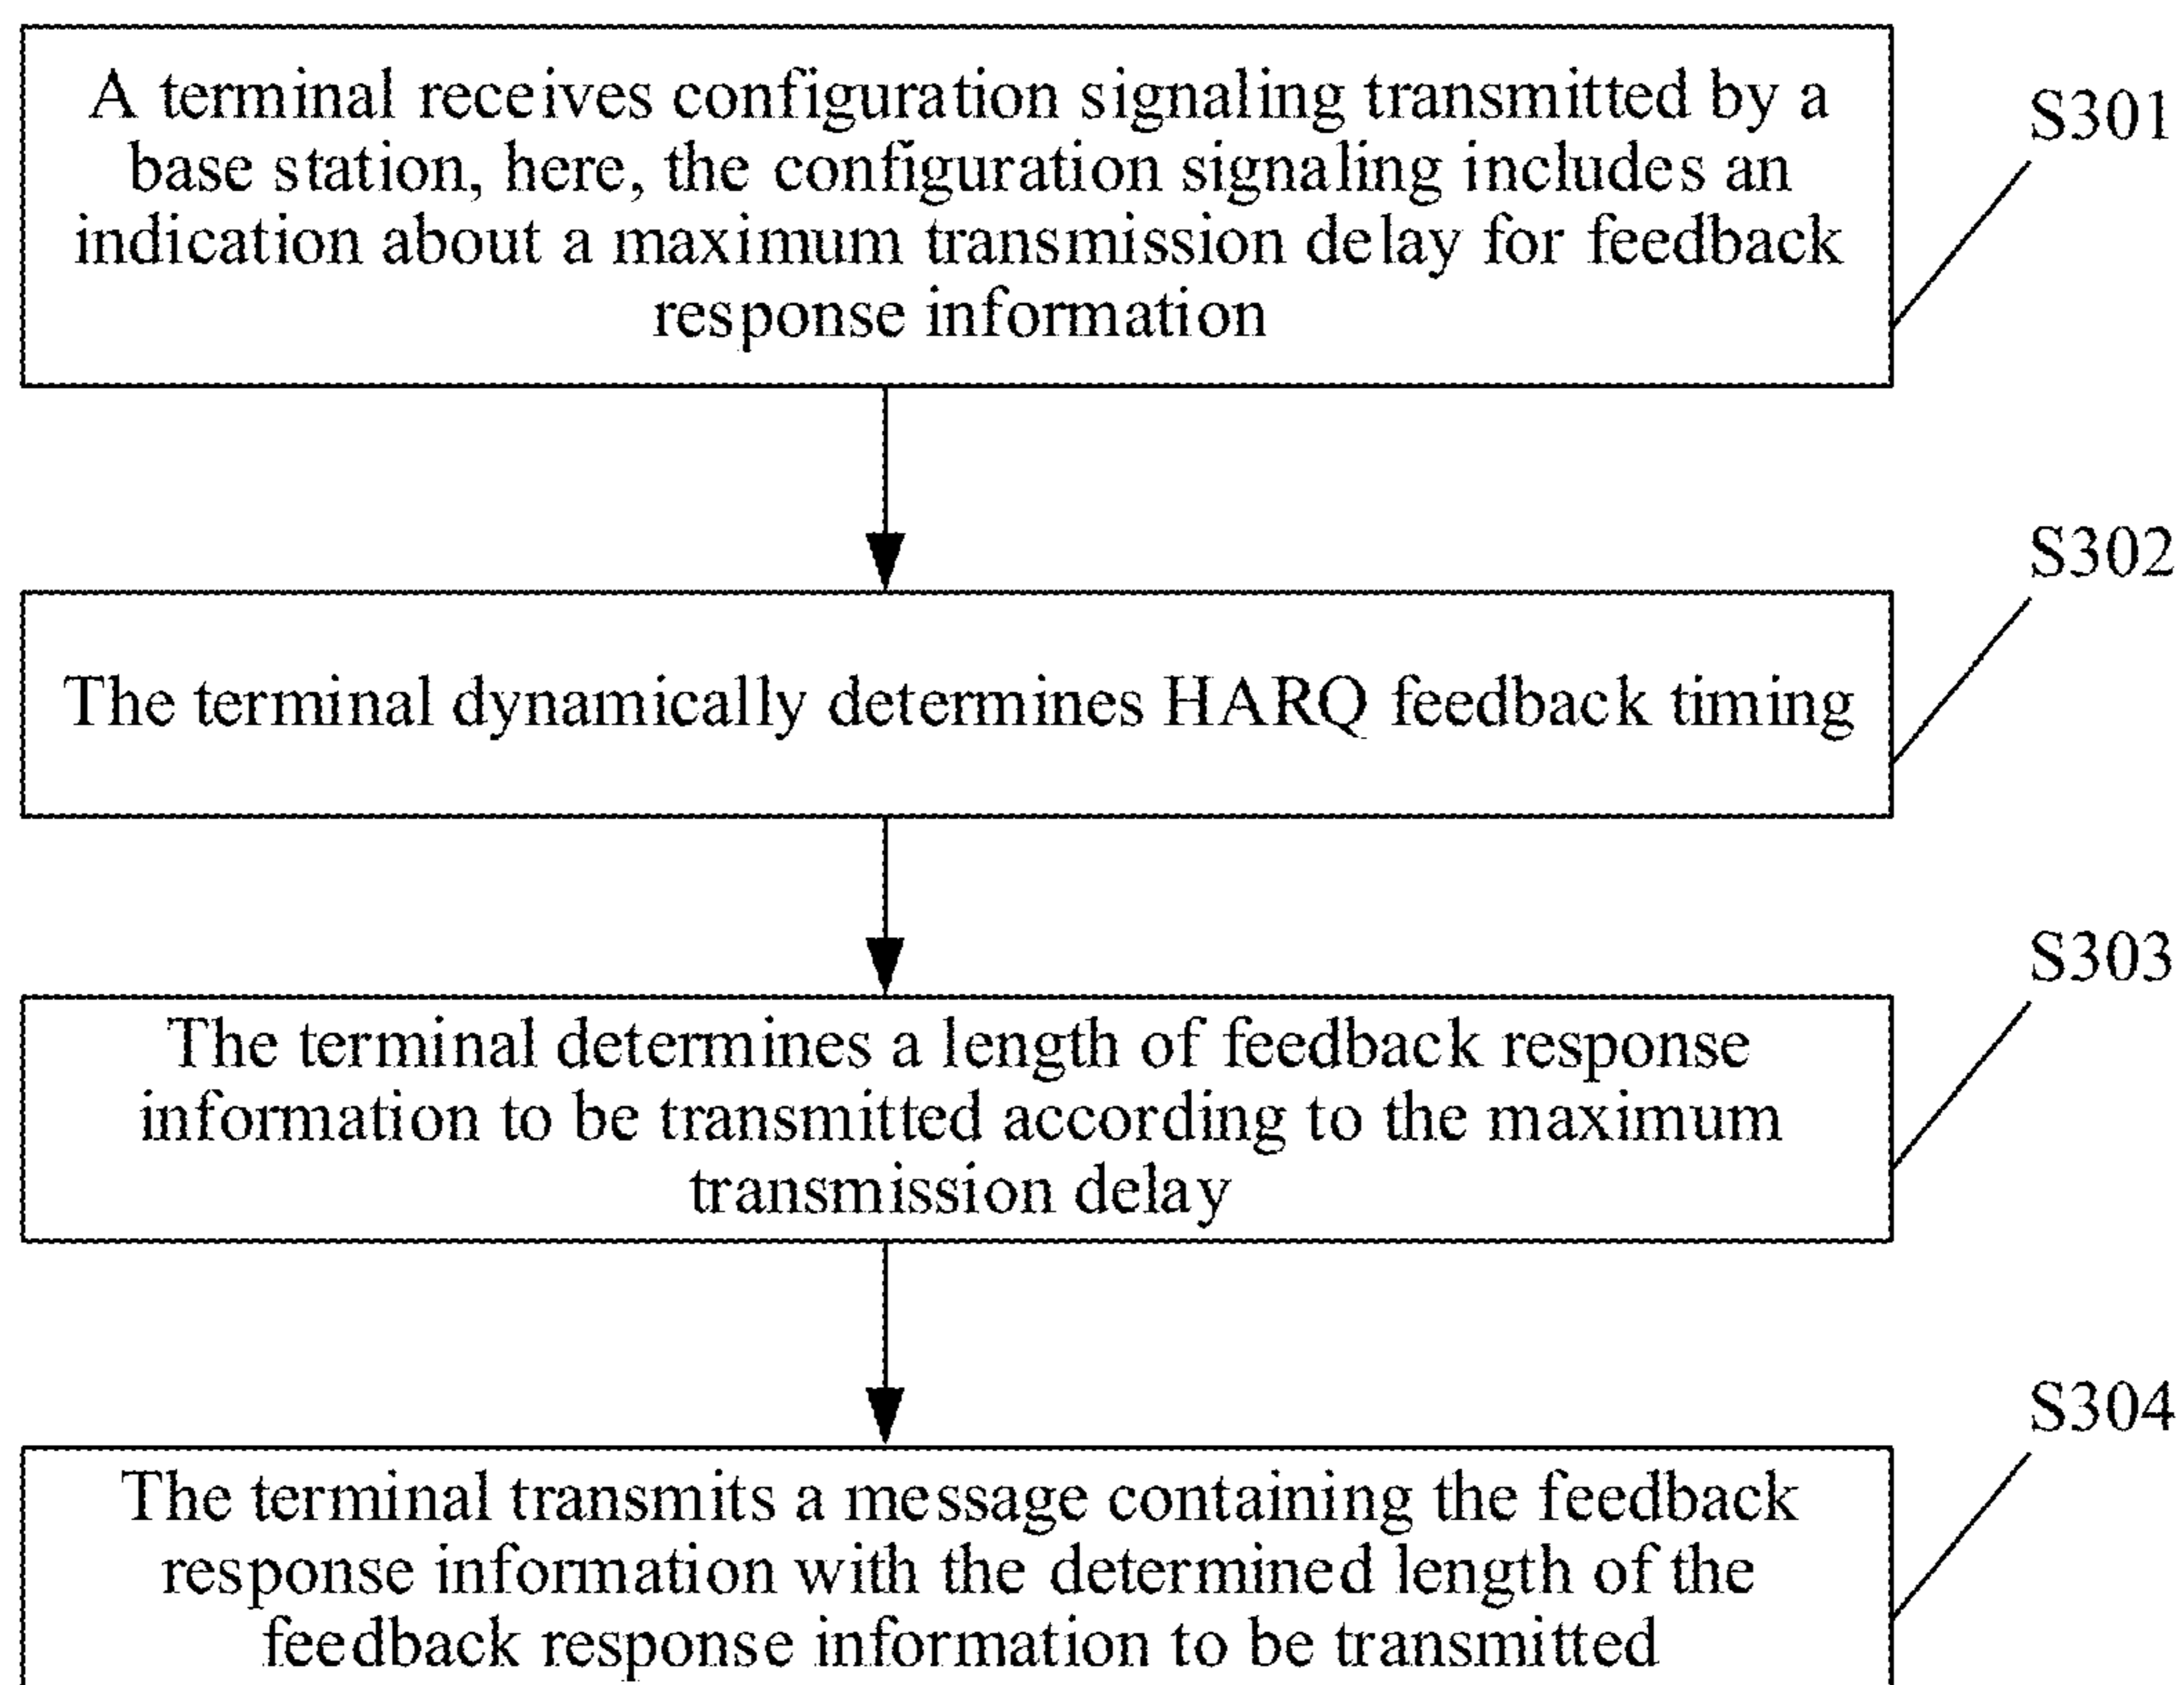 A terminal receives configuration signaling transmitted by a
base station, here, the configuration signaling includes an
indication about a maximum transmission delay for feedback
response information
S301
The terminal dynamically determines HARQ feedback timing
S302
The terminal determines a length of feedback response
information to be transmitted according to the maximum
transmission delay
S303
The terminal transmits a message containing the feedback
response information with the determined length of the
feedback response information to be transmitted
S304